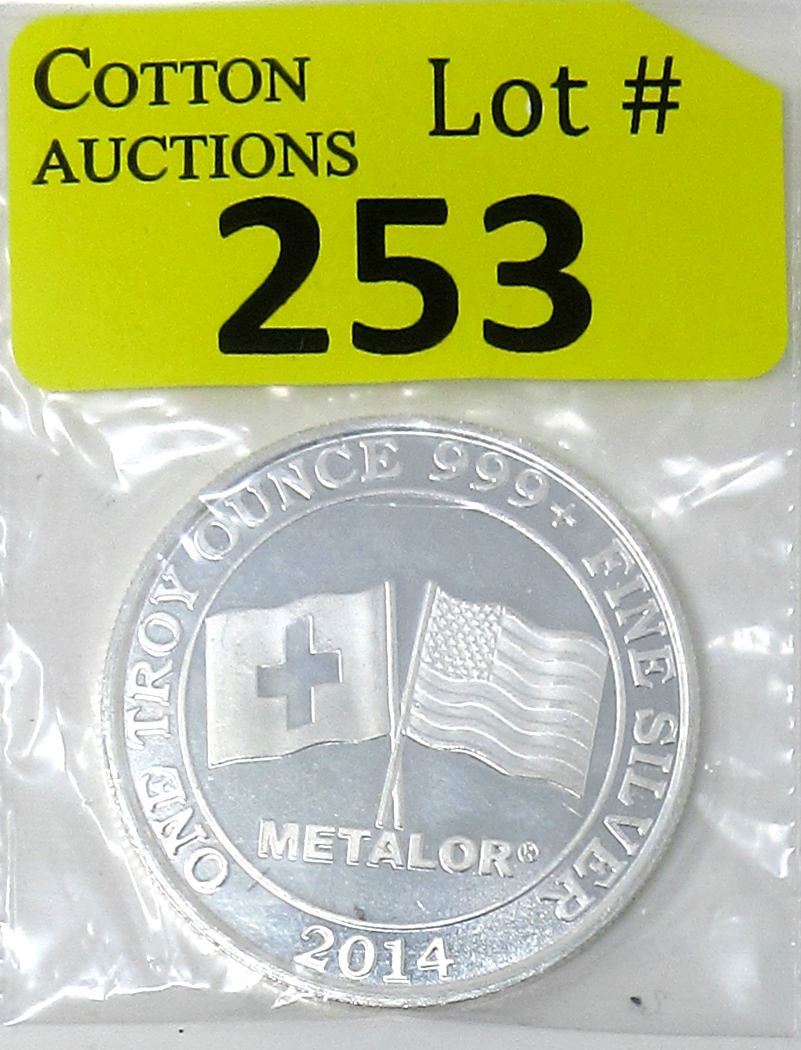 COTTON
AUCTIONS
Lot #
253
ONE TROY OUNCE 999+ FINE SILVER
METALOR®
2014